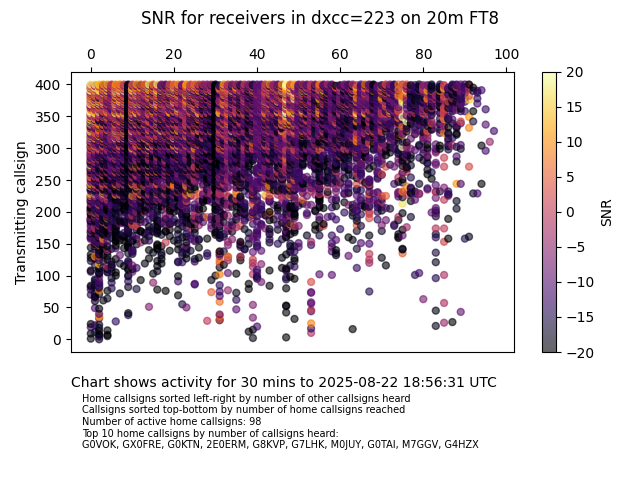 SNR for receivers in dxcc=223 on 20m FT8
0 20 40 60 80 100
400
350
300
250
200
150
100
50
0
Transmitting callsign
20
15
10
5
0
−5
−10
−15
−20
SNR
Chart shows activity for 30 mins to 2025-08-22 18:56:31 UTC
Home callsigns sorted left-right by number of other callsigns heard
Callsigns sorted top-bottom by number of home callsigns reached
Number of active home callsigns: 98
Top 10 home callsigns by number of callsigns heard:
G0VOK, GX0FRE, G0KTN, 2E0ERM, G8KVP, G7LHK, M0JUY, G0TAI, M7GGV, G4HZX